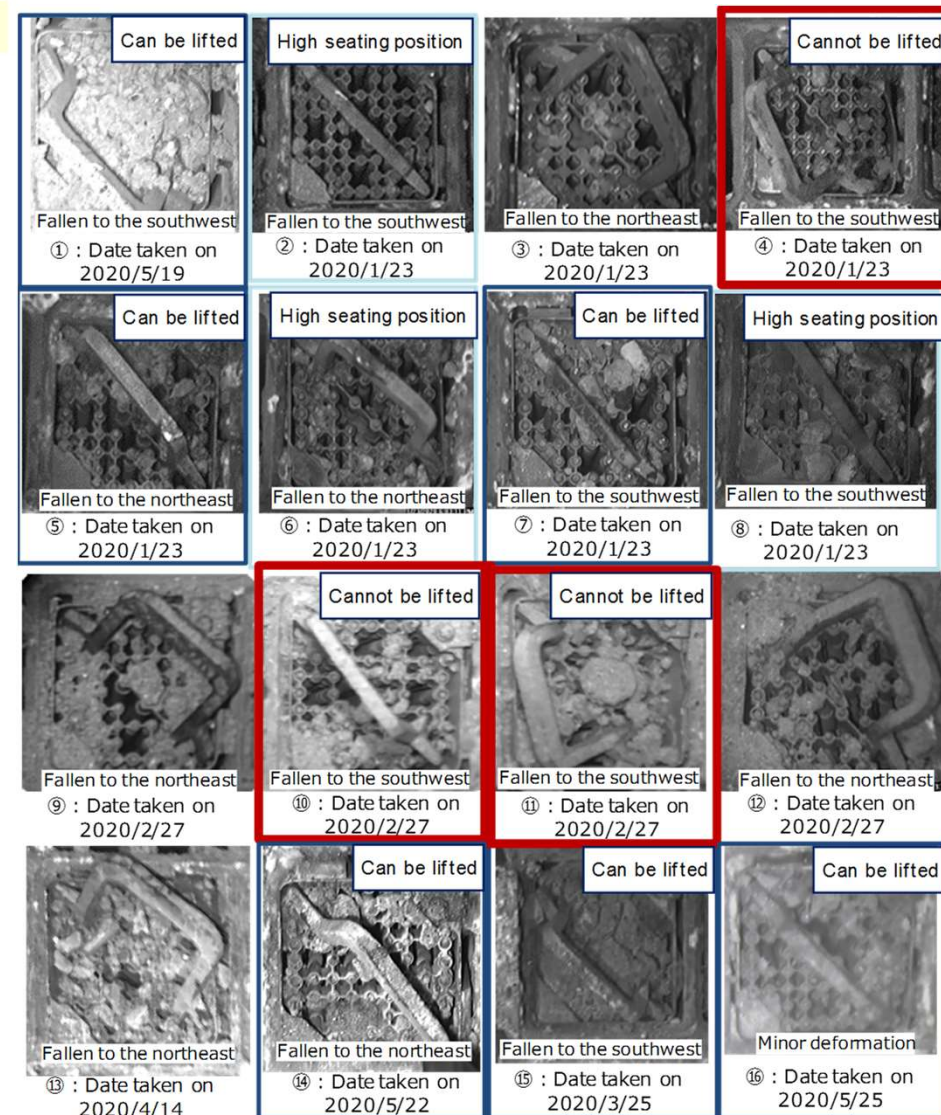 Can be lifted
Fallen to the southwest
① : Date taken on
2020/5/19
High seating position
Fallen to the southwest
② : Date taken on
2020/1/23
Fallen to the northeast
③ : Date taken on
2020/1/23
Cannot be lifted
Fallen to the southwest
④ : Date taken on
2020/1/23
Can be lifted
Fallen to the northeast
⑤ : Date taken on
2020/1/23
High seating position
Fallen to the northeast
⑥ : Date taken on
2020/1/23
Can be lifted
Fallen to the southwest
⑦ : Date taken on
2020/1/23
High seating position
Fallen to the southwest
⑧ : Date taken on
2020/1/23
Fallen to the northeast
⑨ : Date taken on
2020/2/27
Cannot be lifted
Fallen to the southwest
⑩ : Date taken on
2020/2/27
Cannot be lifted
Fallen to the southwest
⑪ : Date taken on
2020/2/27
Fallen to the northeast
⑫ : Date taken on
2020/2/27
Fallen to the northeast
⑬ : Date taken on
2020/4/14
Can be lifted
Fallen to the northeast
⑭ : Date taken on
2020/5/22
Can be lifted
Fallen to the southwest
⑮ : Date taken on
2020/3/25
Can be lifted
Minor deformation
⑯ : Date taken on
2020/5/25